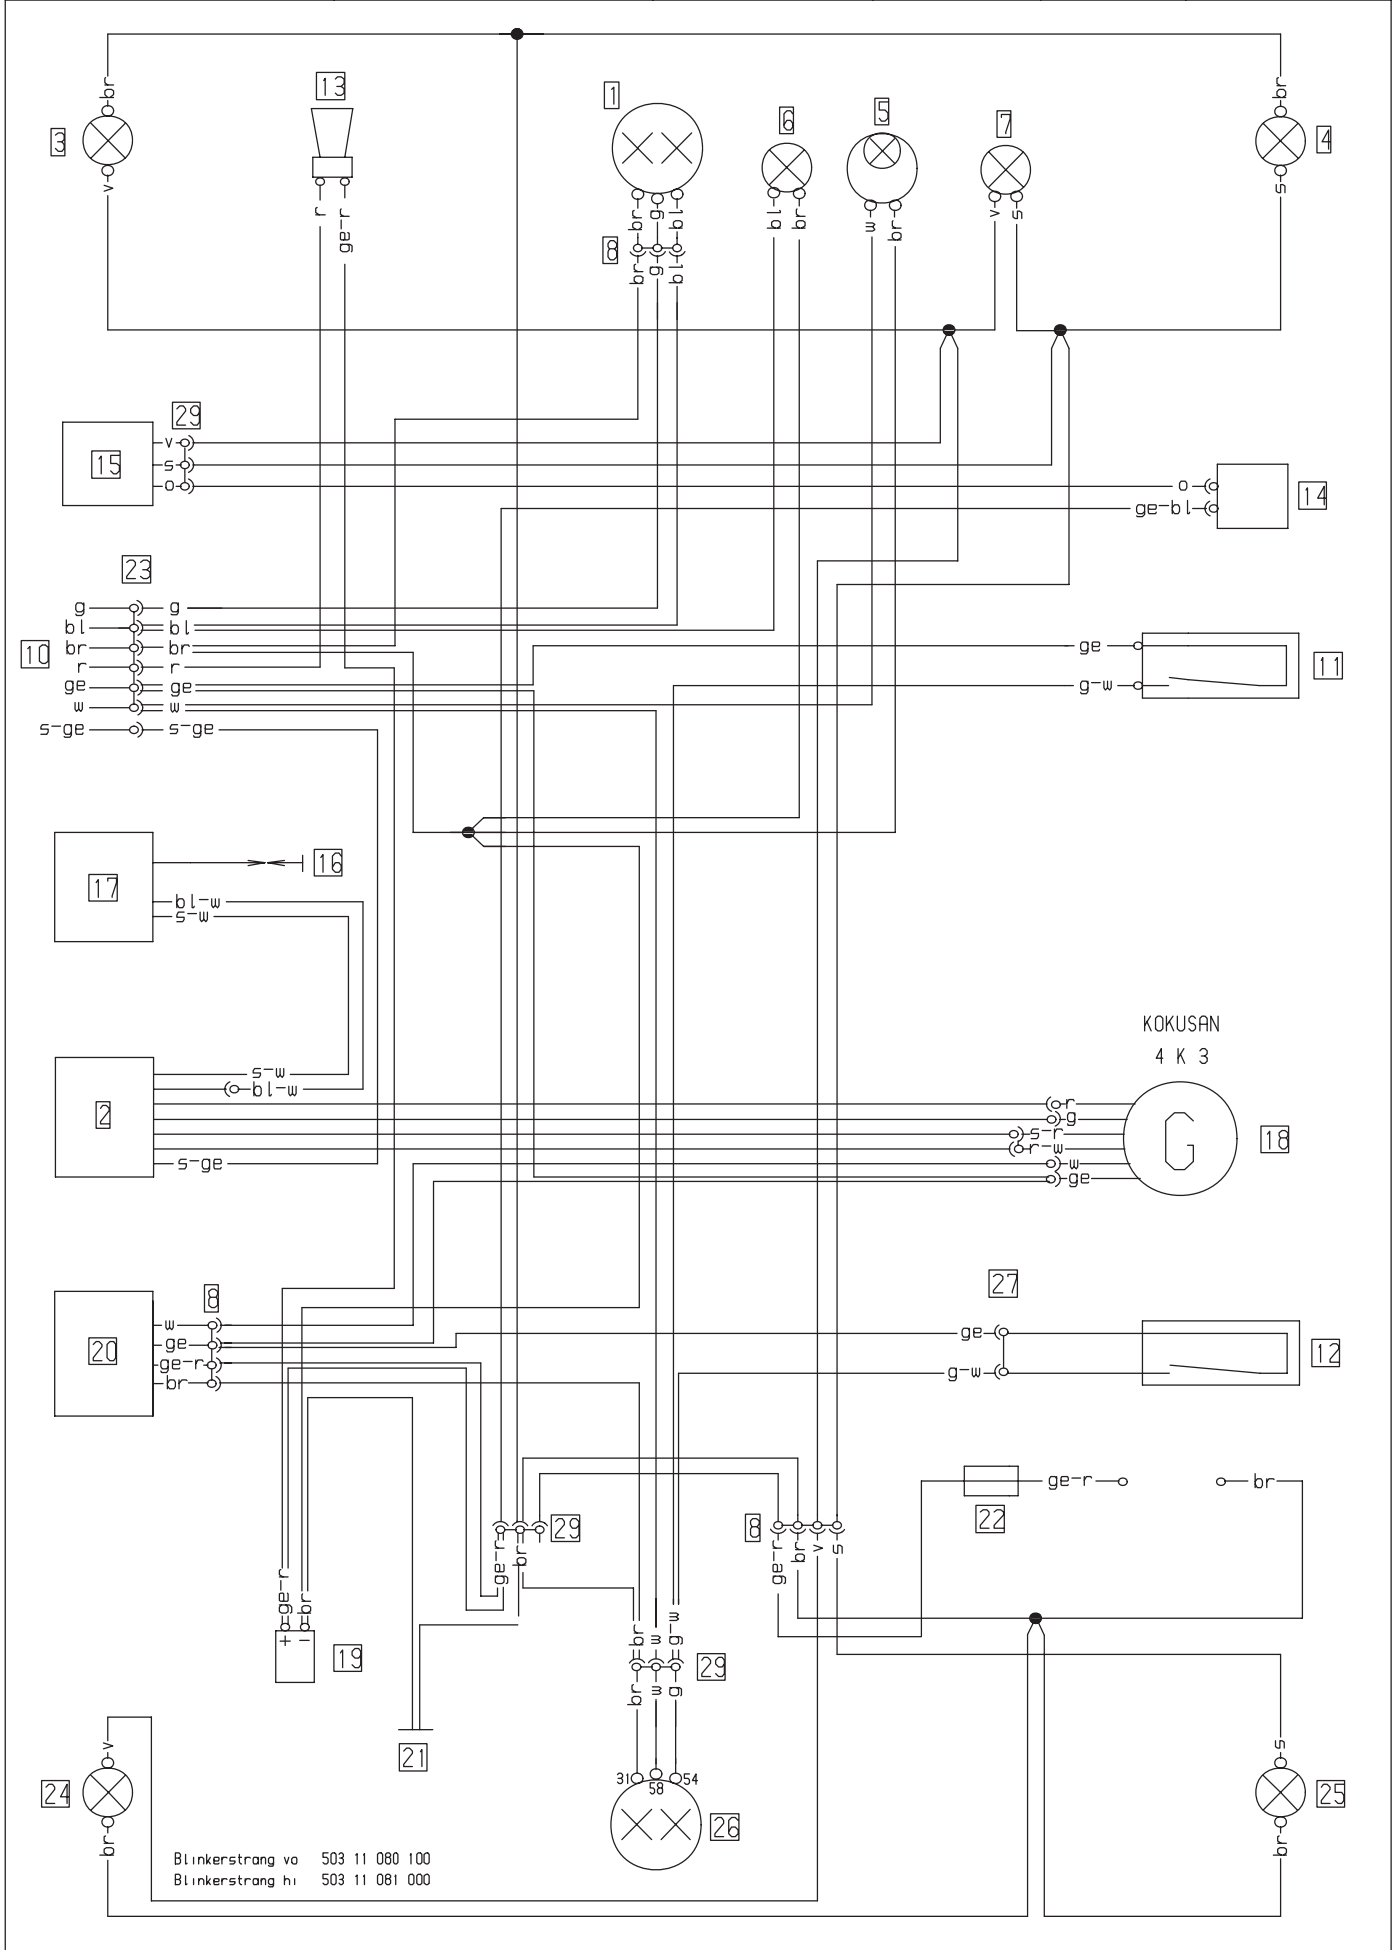 br
13
1
6
5
7
br
3
4
v
r
ge-r
br
g
bl
bl
br
w
br
v
s
s
8
br
g
bl
29
v
15
s
o
o
14
ge-bl
23
g
g
bl
bl
10
br
br
r
r
ge
ge
w
w
s-ge
s-ge
ge
11
g-w
17
16
bl-w
s-w
KOKUSAN
4 K 3
s-w
bl-w
2
r
g
s-r
r-w
w
ge
G
18
s-ge
27
8
w
20
ge
ge-r
br
ge
g-w
12
ge-r
br
22
29
8
ge-r
br
ge-r
br
v
s
ge-r
br
+
−
19
br
w
g-w
29
br
w
g
21
v
24
br
31
58
54
26
s
25
br
Blinkerstrang vo 503 11 080 100
Blinkerstrang hi 503 11 081 000